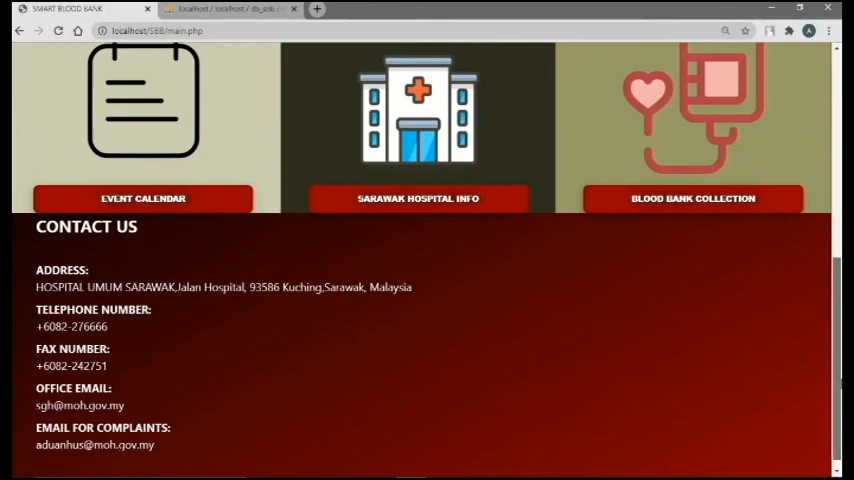 SMART BLOOD BANK
localhost/SBB/main.php
EVENT CALENDAR
SARAWAK HOSPITAL INFO
BLOOD BANK COLLECTION
CONTACT US
ADDRESS:
HOSPITAL UMUM SARAWAK,Jalan Hospital, 93586 Kuching,Sarawak, Malaysia
TELEPHONE NUMBER:
+6082-276666
FAX NUMBER:
+6082-242751
OFFICE EMAIL:
sgh@moh.gov.my
EMAIL FOR COMPLAINTS:
aduanhus@moh.gov.my